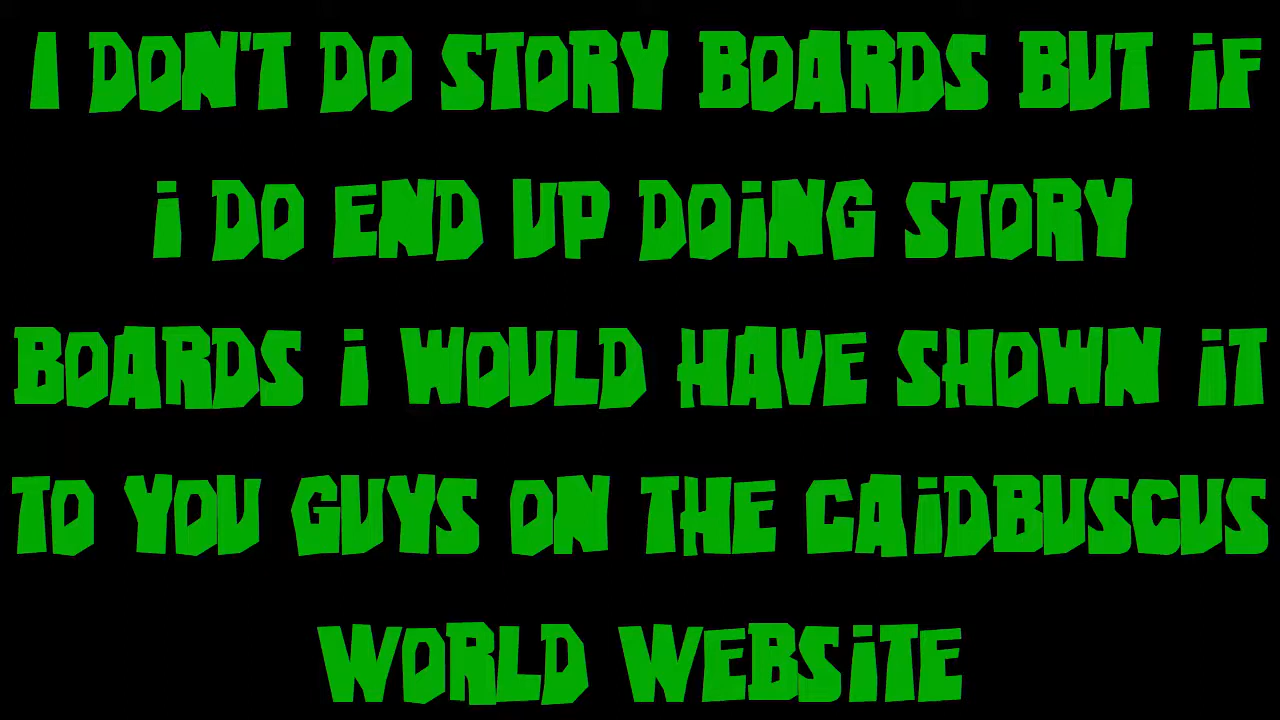 I DON'T DO STORY BOARDS BUT iF
i DO END UP DOiNG STORY
BOARDS i WOULD HAVE SHOWN iT
TO YOU GUYS ON THE CAiDBUSCUS
WORLD WEBSiTE